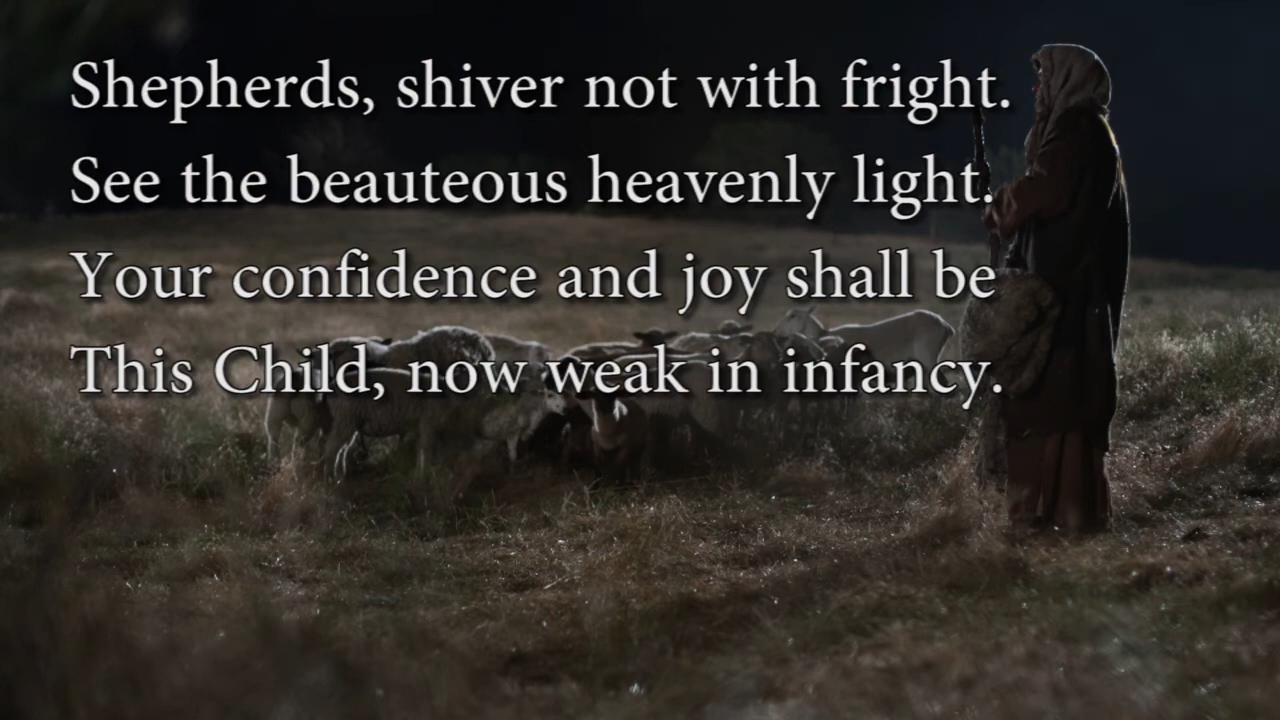 Shepherds, shiver not with fright.
See the beauteous heavenly light.
Your confidence and joy shall be
This Child, now weak in infancy.